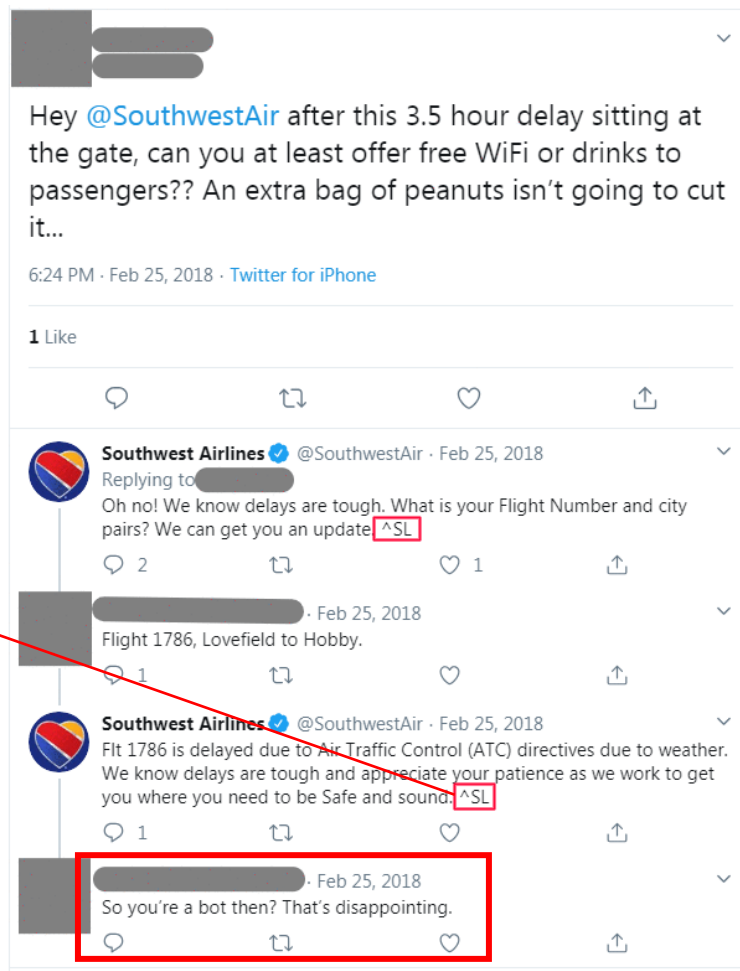 Hey @SouthwestAir after this 3.5 hour delay sitting at
the gate, can you at least offer free WiFi or drinks to
passengers?? An extra bag of peanuts isn't going to cut
it...
6:24 PM · Feb 25, 2018 · Twitter for iPhone
1 Like
Southwest Airlines @SouthwestAir · Feb 25, 2018
Replying to
Oh no! We know delays are tough. What is your Flight Number and city
pairs? We can get you an update. ^SL
2 1
· Feb 25, 2018
Flight 1786, Lovefield to Hobby.
1
Southwest Airlines @SouthwestAir · Feb 25, 2018
Flt 1786 is delayed due to Air Traffic Control (ATC) directives due to weather.
We know delays are tough and appreciate your patience as we work to get
you where you need to be Safe and sound. ^SL
1
· Feb 25, 2018
So you're a bot then? That's disappointing.